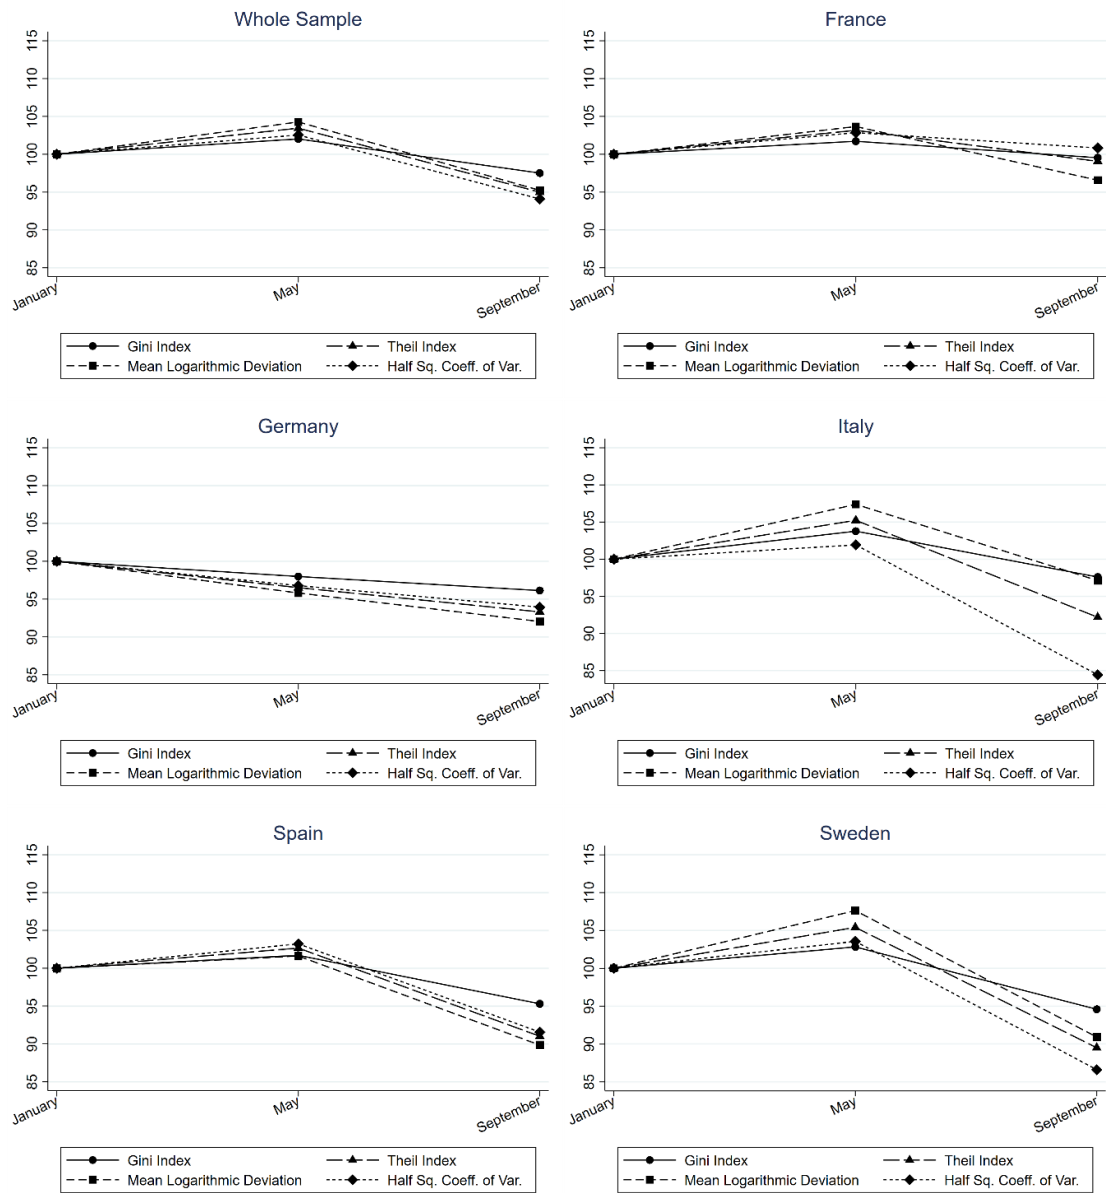 Whole Sample
115
110
105
100
95
90
85
January
May
September
Gini Index
Theil Index
Mean Logarithmic Deviation
Half Sq. Coeff. of Var.
France
115
110
105
100
95
90
85
January
May
September
Gini Index
Theil Index
Mean Logarithmic Deviation
Half Sq. Coeff. of Var.
Germany
115
110
105
100
95
90
85
January
May
September
Gini Index
Theil Index
Mean Logarithmic Deviation
Half Sq. Coeff. of Var.
Italy
115
110
105
100
95
90
85
January
May
September
Gini Index
Theil Index
Mean Logarithmic Deviation
Half Sq. Coeff. of Var.
Spain
115
110
105
100
95
90
85
January
May
September
Gini Index
Theil Index
Mean Logarithmic Deviation
Half Sq. Coeff. of Var.
Sweden
115
110
105
100
95
90
85
January
May
September
Gini Index
Theil Index
Mean Logarithmic Deviation
Half Sq. Coeff. of Var.